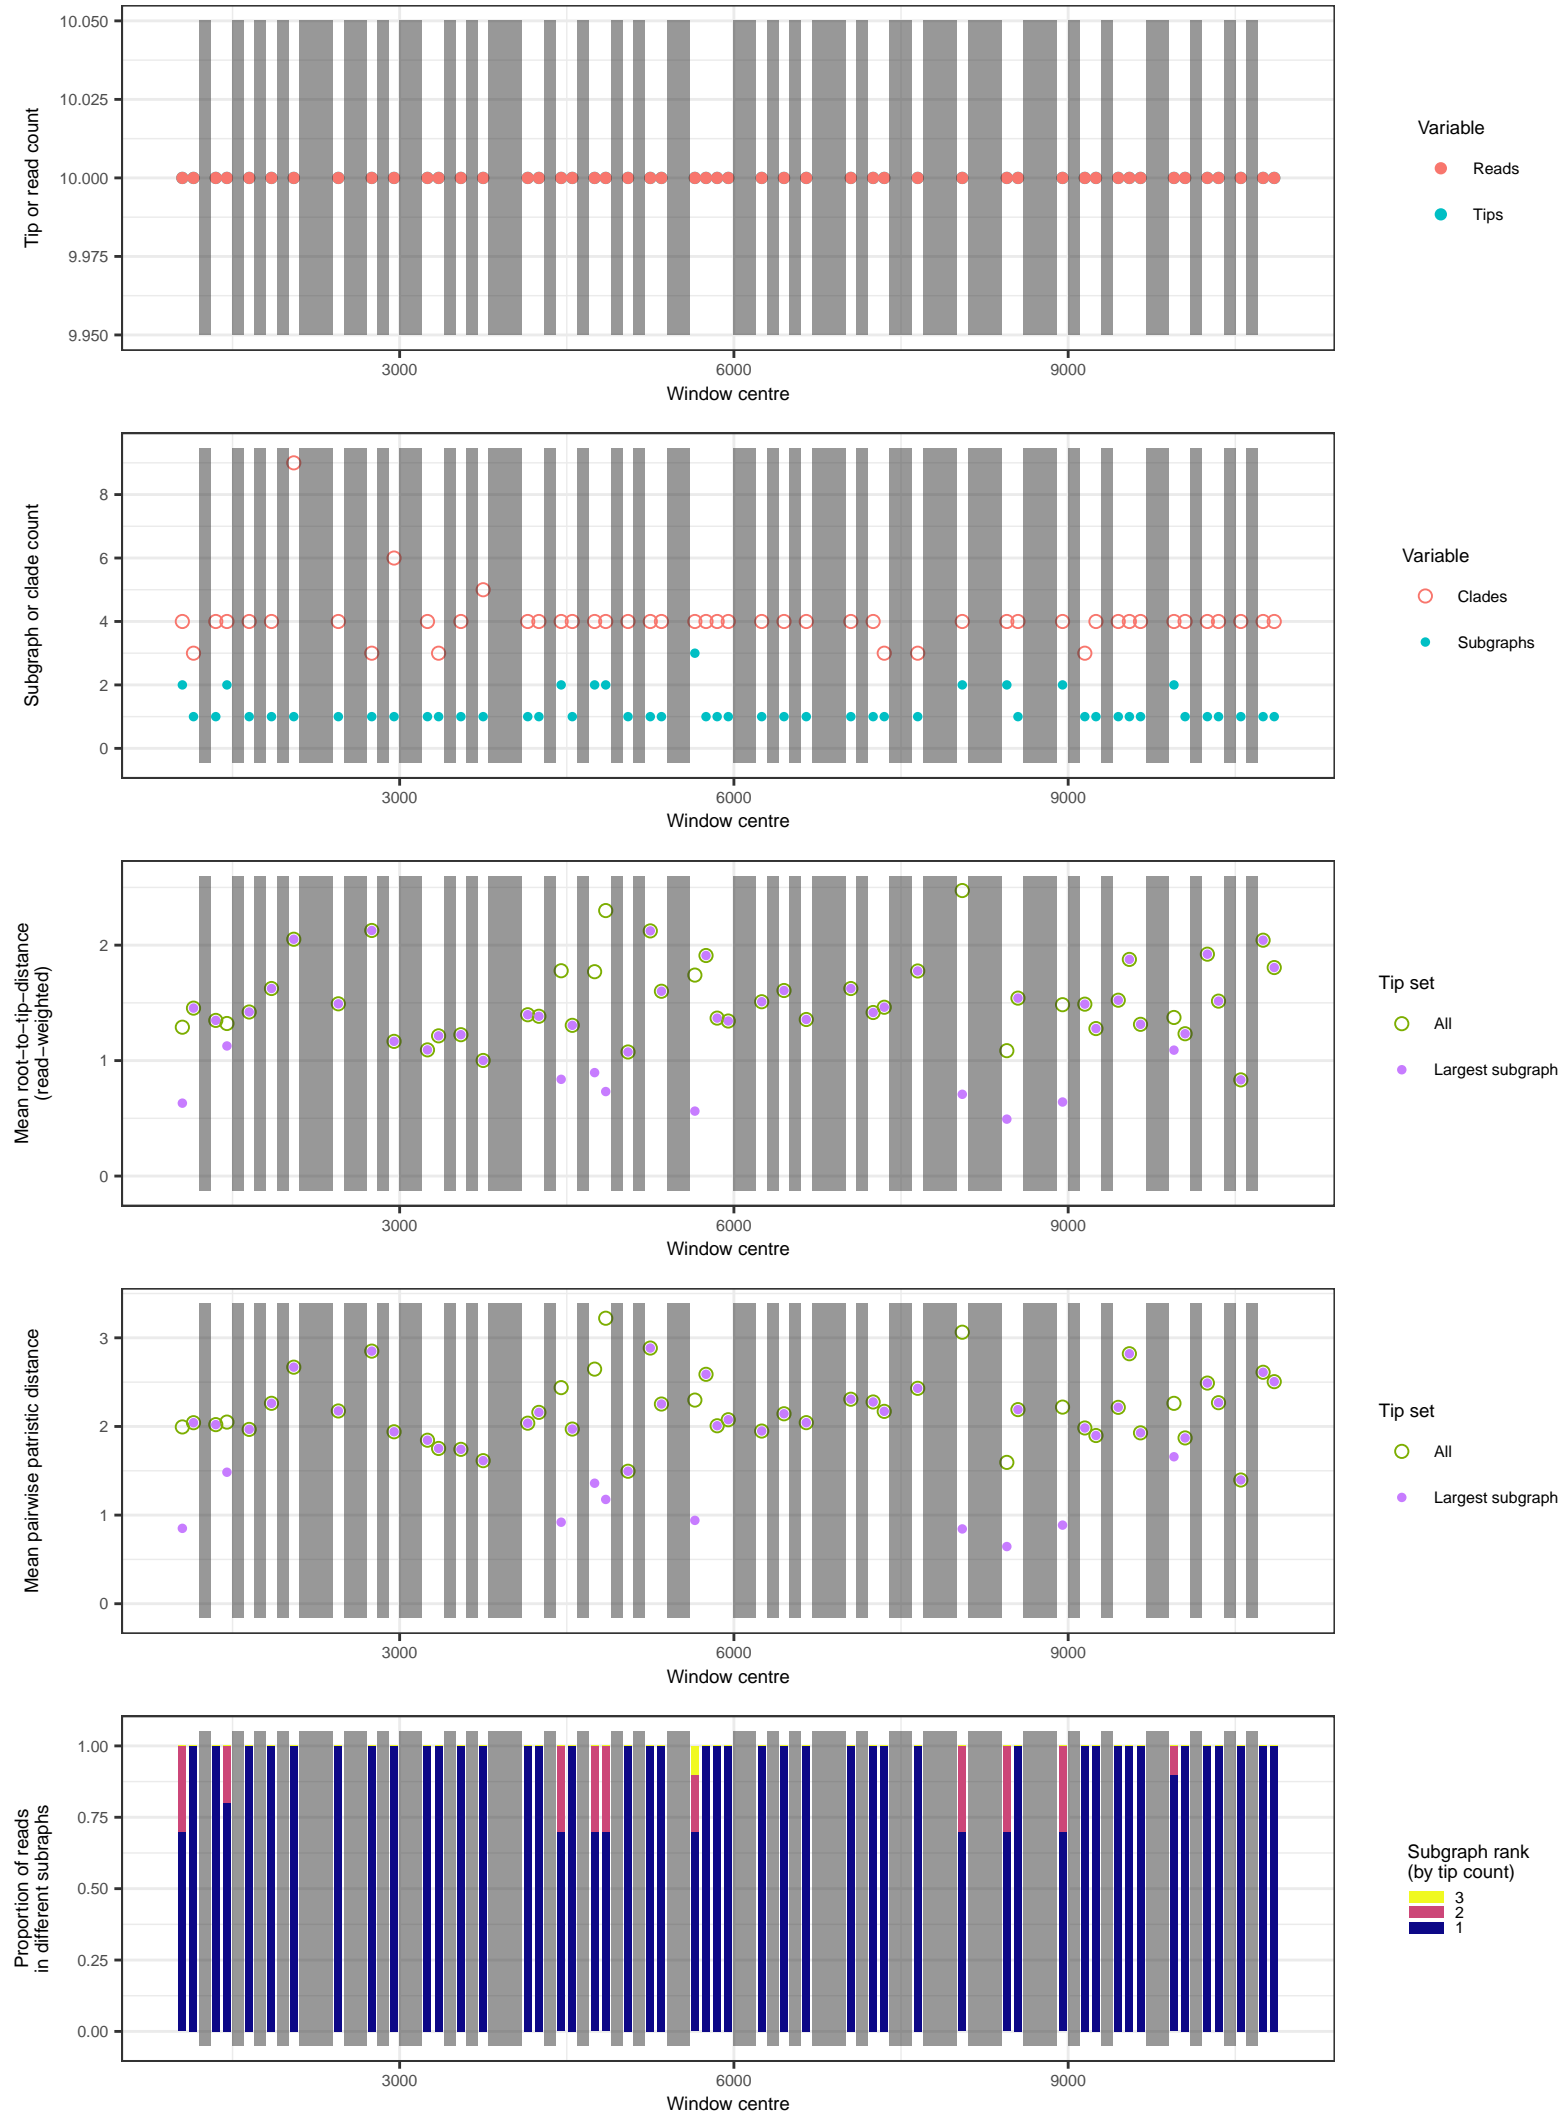 10.050
10.025
10.000
9.975
9.950
Tip or read count
3000
6000
9000
Window centre
Variable
Reads
Tips
8
6
4
2
0
Subgraph or clade count
3000
6000
9000
Window centre
Variable
Clades
Subgraphs
2
1
0
Mean root−to−tip−distance
(read−weighted)
3000
6000
9000
Window centre
Tip set
All
Largest subgraph
3
2
1
0
Mean pairwise patristic distance
3000
6000
9000
Window centre
Tip set
All
Largest subgraph
1.00
0.75
0.50
0.25
0.00
Proportion of reads
in different subraphs
3000
6000
9000
Window centre
Subgraph rank
(by tip count)
3
2
1